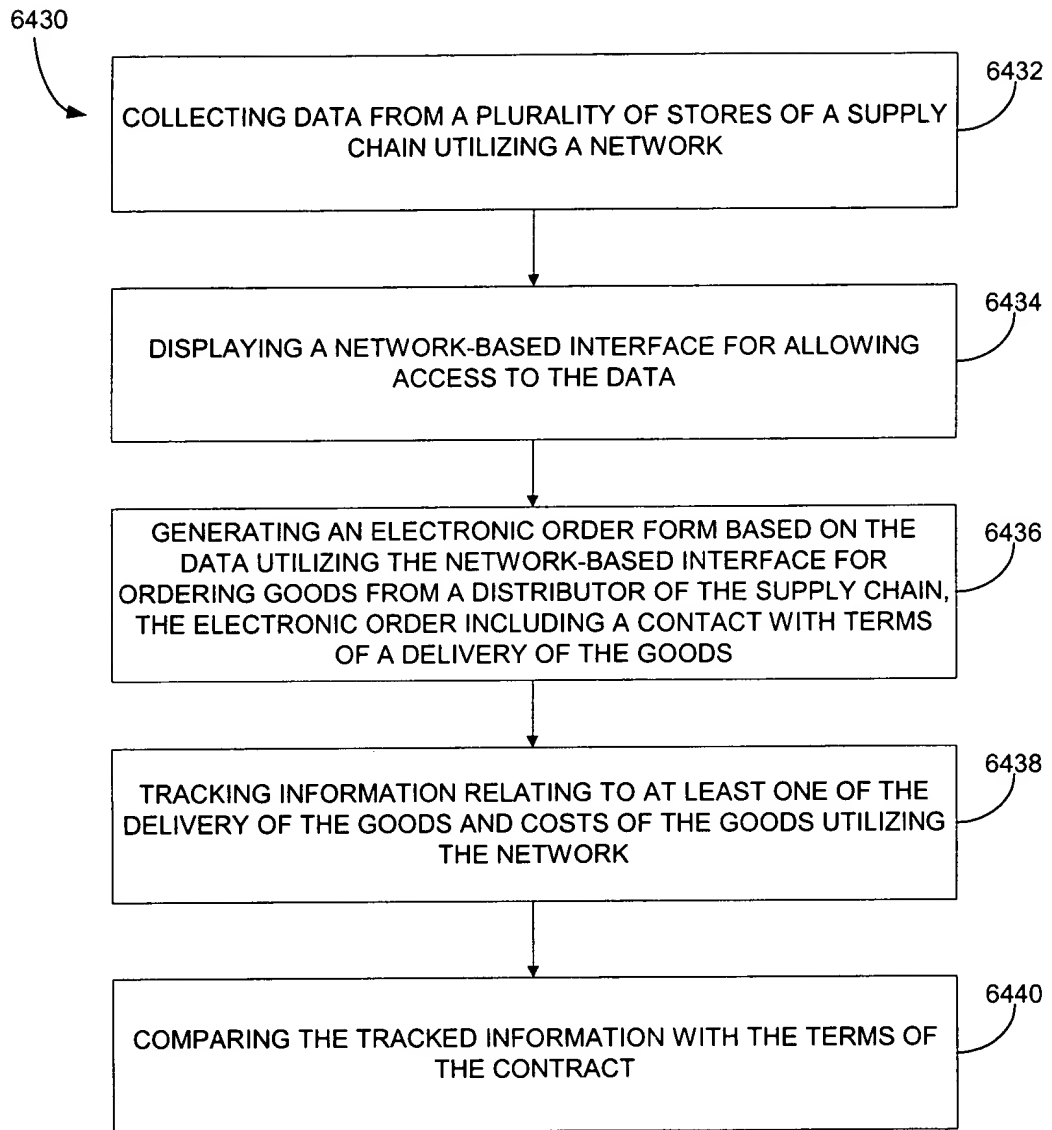 6430
6432
COLLECTING DATA FROM A PLURALITY OF STORES OF A SUPPLY
CHAIN UTILIZING A NETWORK
6434
DISPLAYING A NETWORK-BASED INTERFACE FOR ALLOWING
ACCESS TO THE DATA
6436
GENERATING AN ELECTRONIC ORDER FORM BASED ON THE
DATA UTILIZING THE NETWORK-BASED INTERFACE FOR
ORDERING GOODS FROM A DISTRIBUTOR OF THE SUPPLY CHAIN,
THE ELECTRONIC ORDER INCLUDING A CONTACT WITH TERMS
OF A DELIVERY OF THE GOODS
6438
TRACKING INFORMATION RELATING TO AT LEAST ONE OF THE
DELIVERY OF THE GOODS AND COSTS OF THE GOODS UTILIZING
THE NETWORK
6440
COMPARING THE TRACKED INFORMATION WITH THE TERMS OF
THE CONTRACT